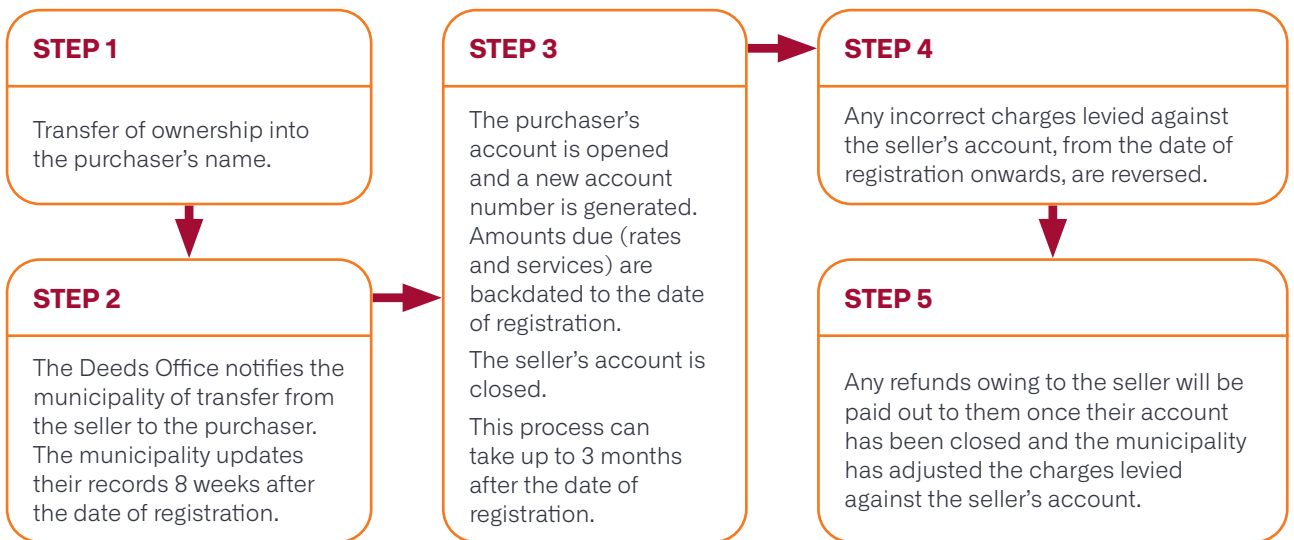 STEP 1
Transfer of ownership into
the purchaser’s name.
STEP 2
The Deeds Office notifies the
municipality of transfer from
the seller to the purchaser.
The municipality updates
their records 8 weeks after
the date of registration.
STEP 3
The purchaser’s
account is opened
and a new account
number is generated.
Amounts due (rates
and services) are
backdated to the date
of registration.
The seller’s account is
closed.
This process can
take up to 3 months
after the date of
registration.
STEP 4
Any incorrect charges levied against
the seller’s account, from the date of
registration onwards, are reversed.
STEP 5
Any refunds owing to the seller will be
paid out to them once their account
has been closed and the municipality
has adjusted the charges levied
against the seller’s account.